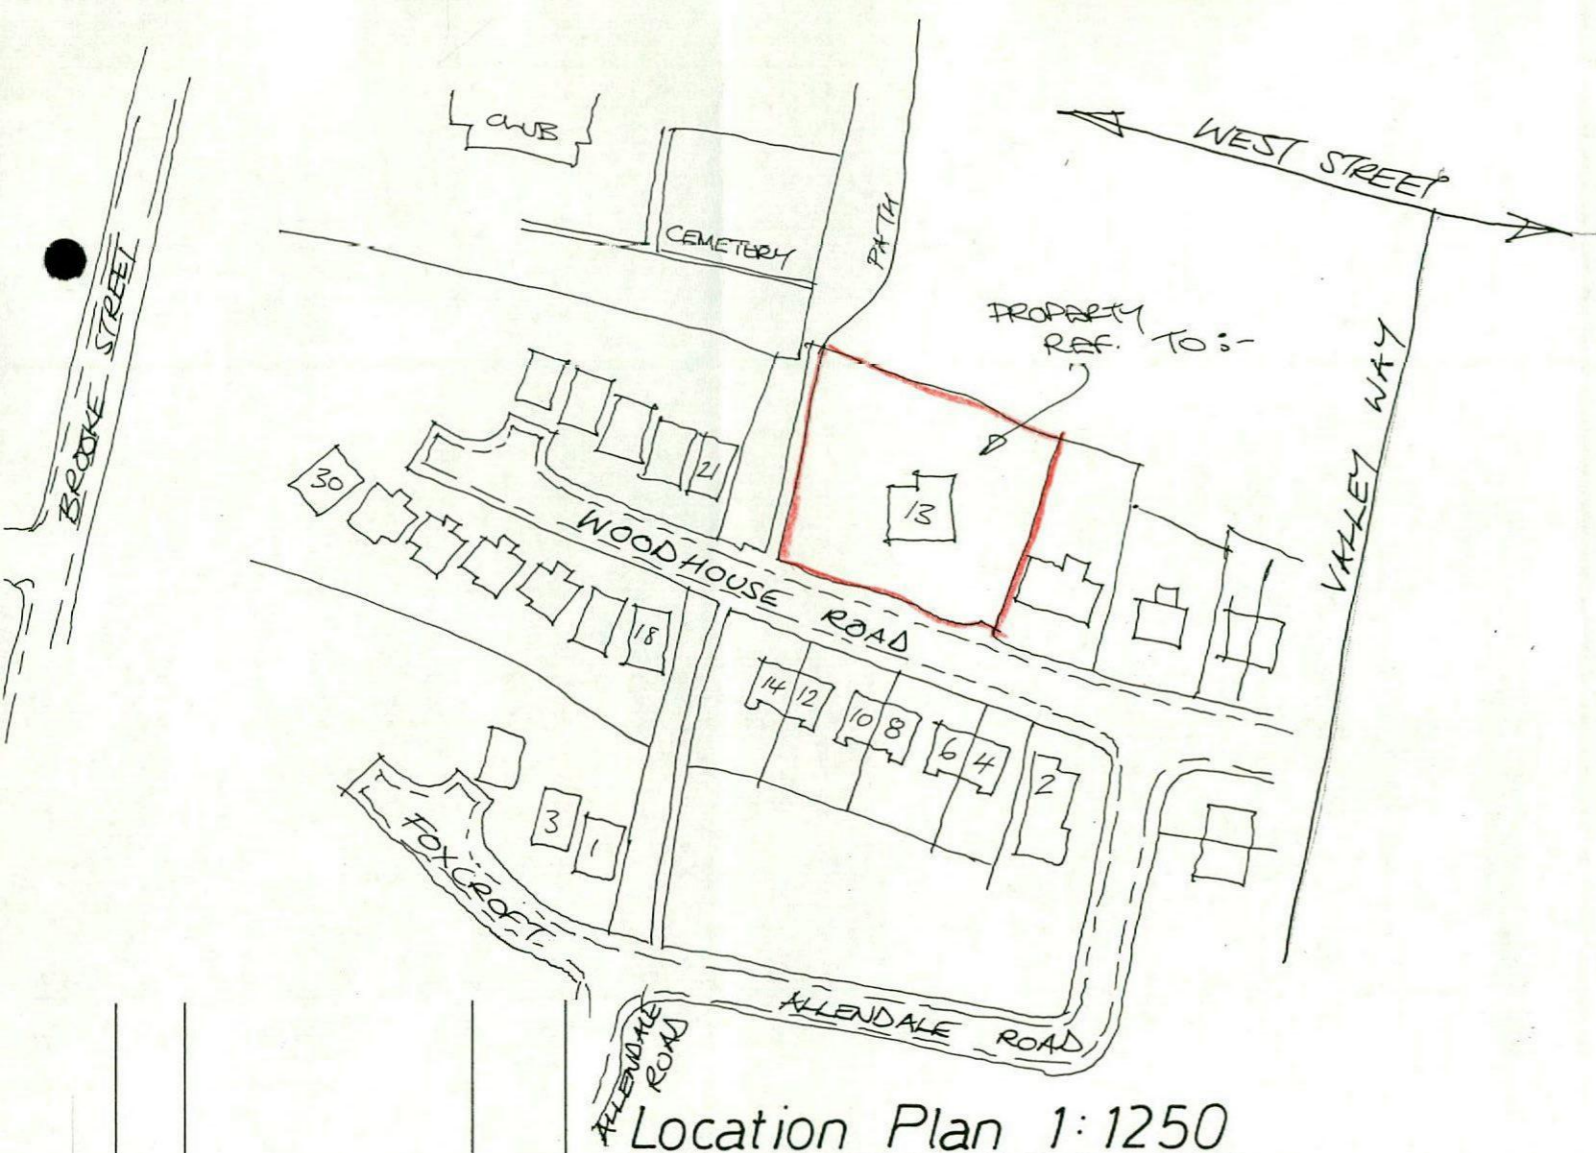 CLUB
WEST STREET
CEMETERY
PATH
BROOKE STREET
PROPERTY
REF. TO:-
VALLEY WAY
21
30
13
WOODHOUSE ROAD
18
14 12
10 8
6 4
2
3
1
FOXCROFT
ALLENDALE ROAD
ALLENDALE
ROAD
Location Plan 1:1250